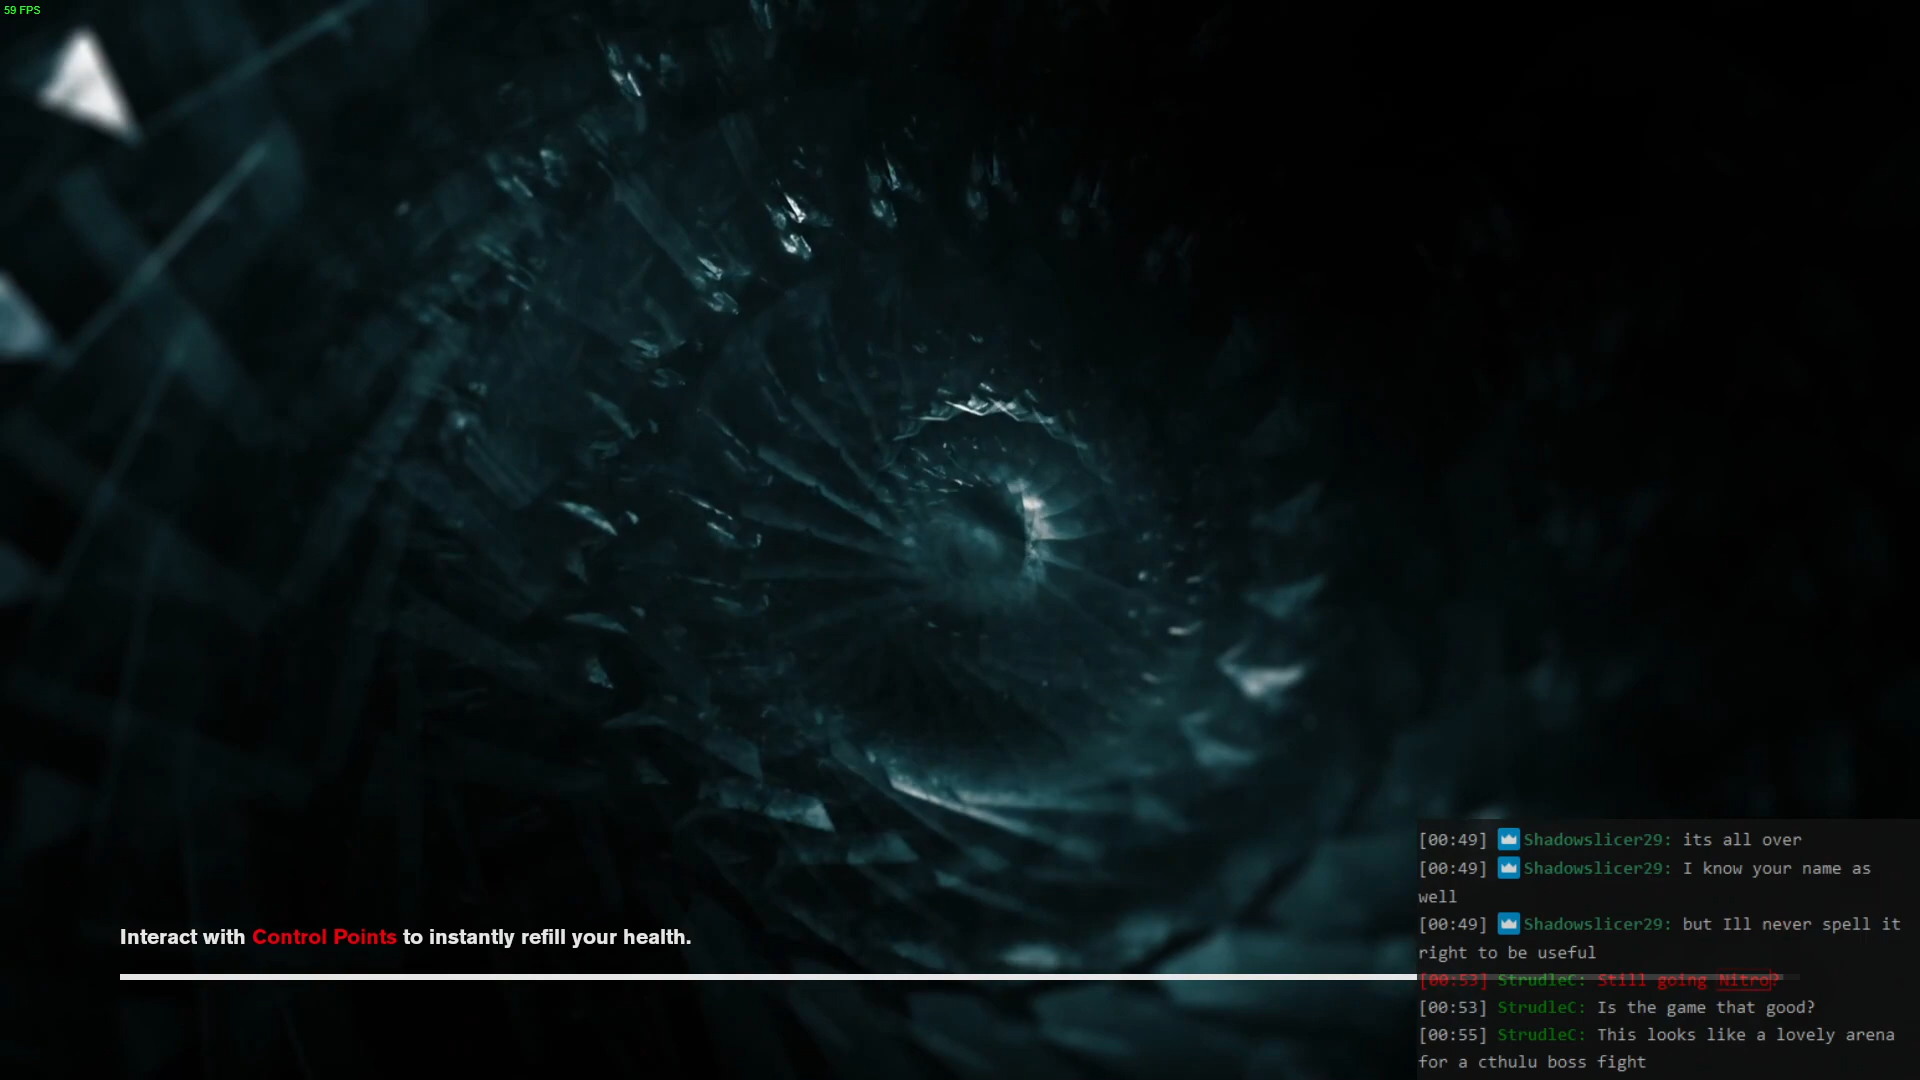 59 FPS
Interact with Control Points to instantly refill your health.
[00:49] Shadowslicer29: its all over
[00:49] Shadowslicer29: I know your name as
well
[00:49] Shadowslicer29: but Ill never spell it
right to be useful
[00:53] StrudleC: Still going Nitro?
[00:53] StrudleC: Is the game that good?
[00:55] StrudleC: This looks like a lovely arena
for a cthulu boss fight